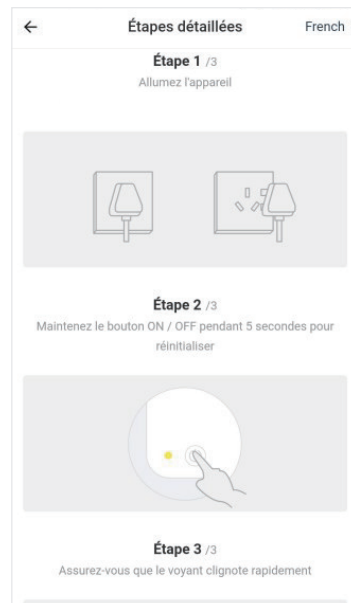 Étapes détaillées French
Étape 1 /3
Allumez l'appareil
Étape 2 /3
Maintenez le bouton ON / OFF pendant 5 secondes pour
réinitialiser
Étape 3 /3
Assurez-vous que le voyant clignote rapidement